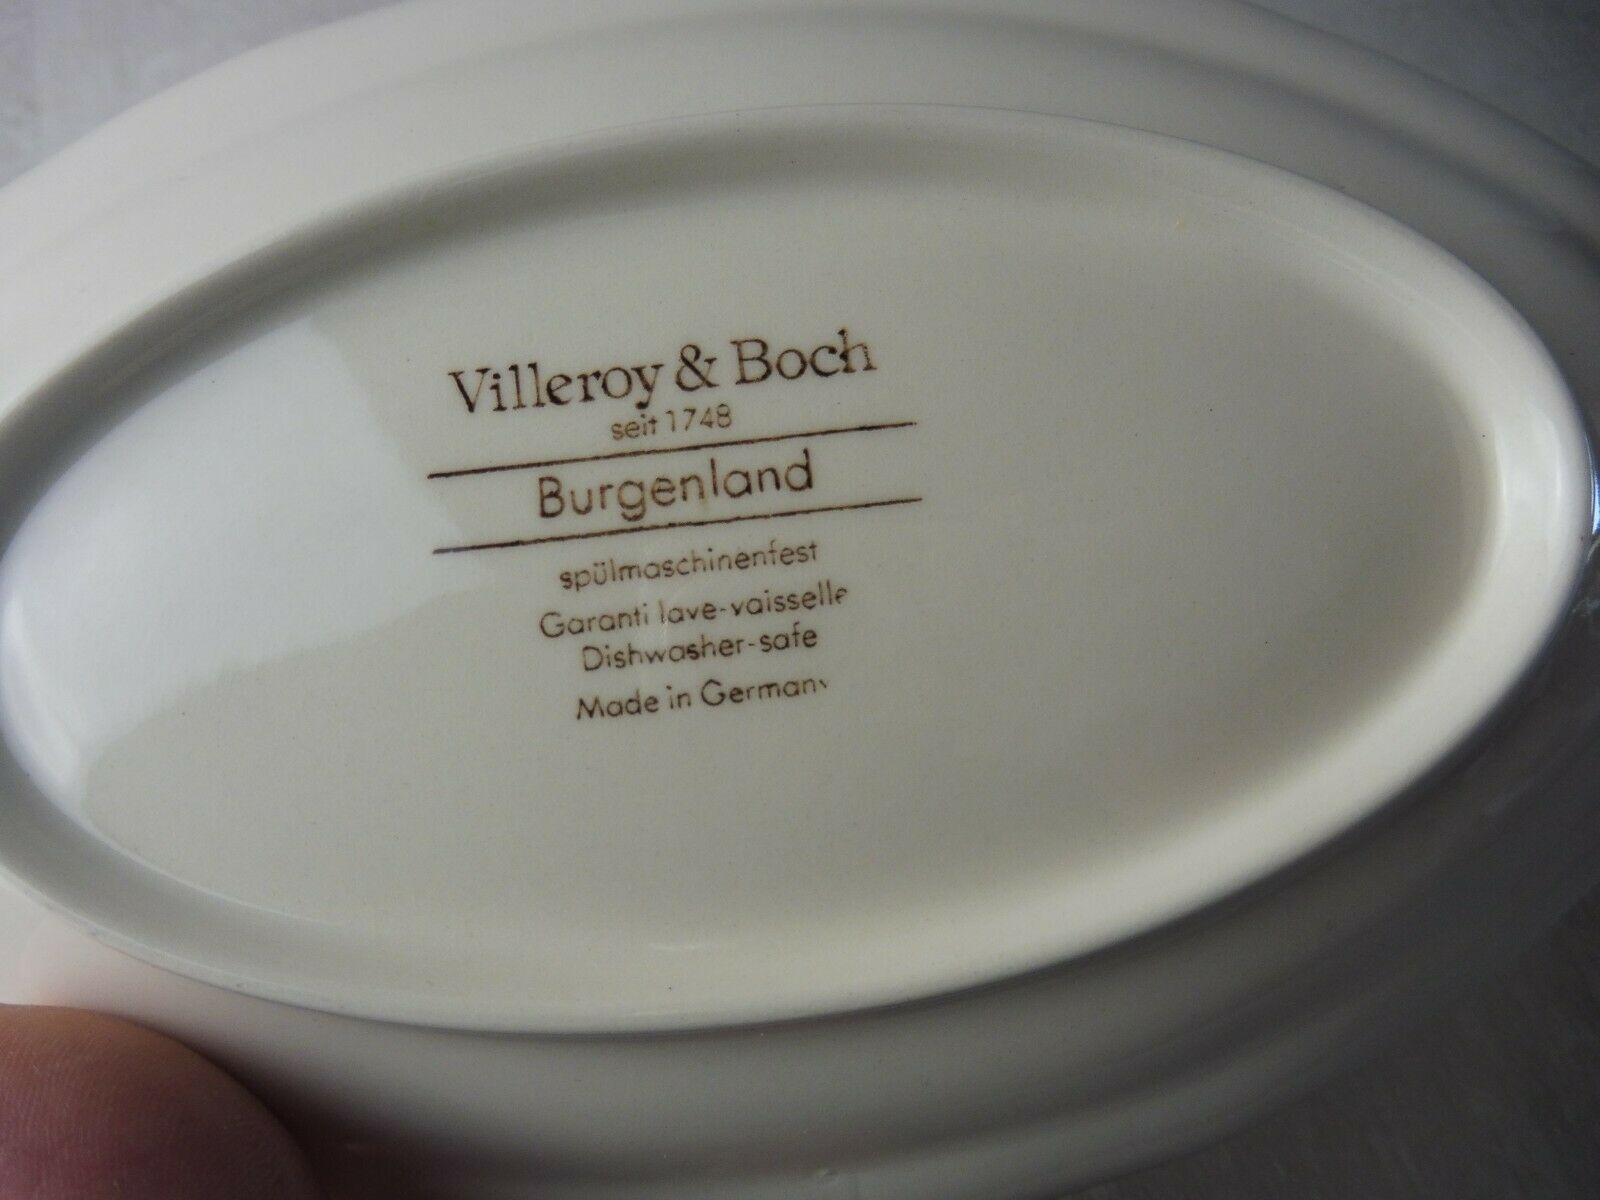 Villeroy & Boch
seit 1748
Burgenland
spülmaschinenfest
Garanti lave-vaisselle
Dishwasher-safe
Made in Germany